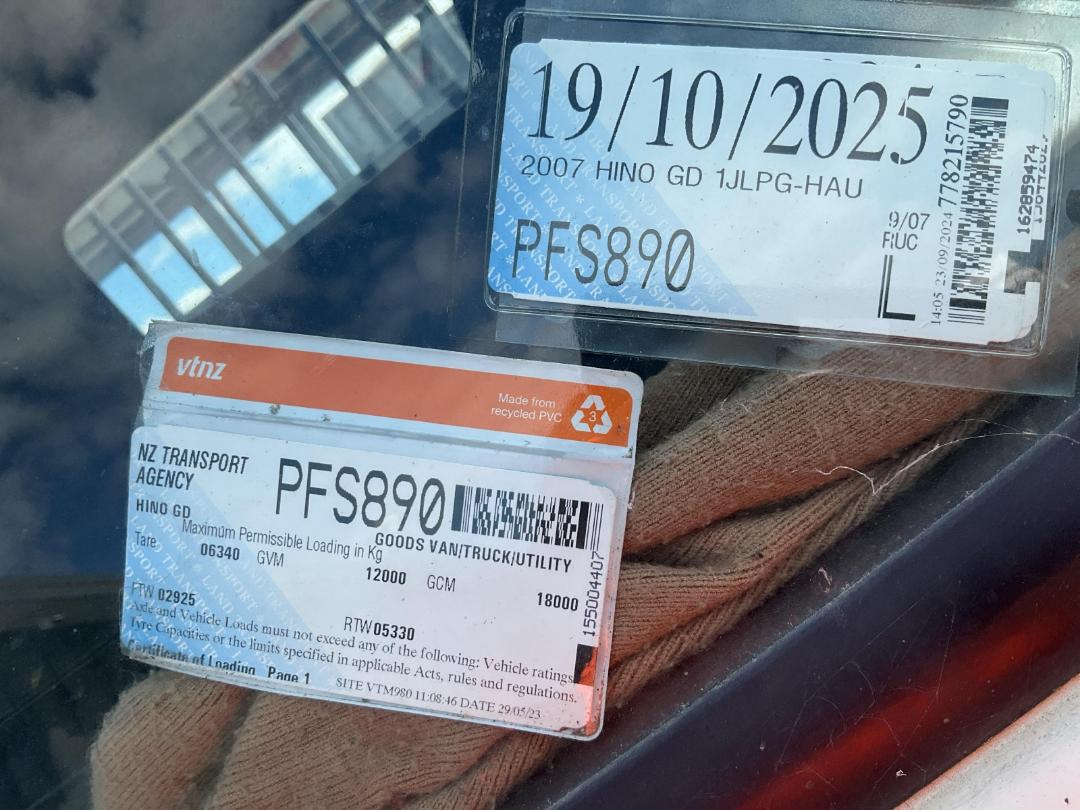 19/10/2025
2007 HINO GD 1JLPG-HAU
PFS890
9/07
RUC
L
14:05 23/09/2024
778215790
162859474
vtnz
Made from
recycled PVC
3
NZ TRANSPORT
AGENCY
PFS890
HINO GD
Maximum Permissible Loading in Kg
GOODS VAN/TRUCK/UTILITY
Tare 06340 GVM 12000 GCM 18000
FTW 02925
RTW 05330
155004407
Axle and Vehicle Loads must not exceed any of the following: Vehicle ratings,
Tyre Capacities or the limits specified in applicable Acts, rules and regulations.
Certificate of Loading Page 1
SITE VTM980 11:08:46 DATE 29/05/23